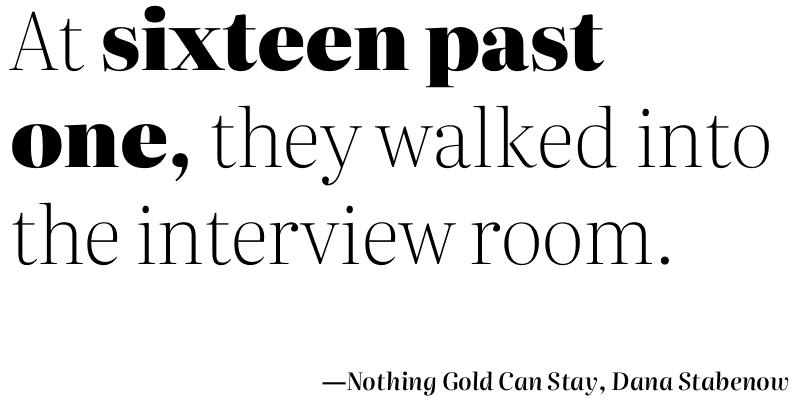 At sixteen past
one, they walked into
the interview room.
—Nothing Gold Can Stay, Dana Stabenow